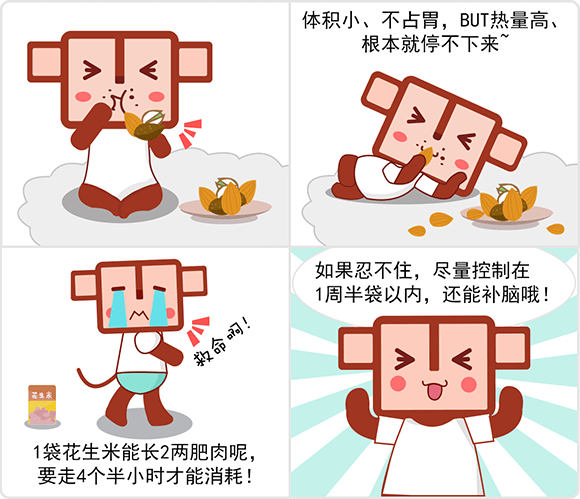 体积小、不占胃，BUT热量高、
根本就停不下来~
救命啊！
花生米
1袋花生米能长2两肥肉呢，
要走4个半小时才能消耗！
如果忍不住，尽量控制在
1周半袋以内，还能补脑哦！